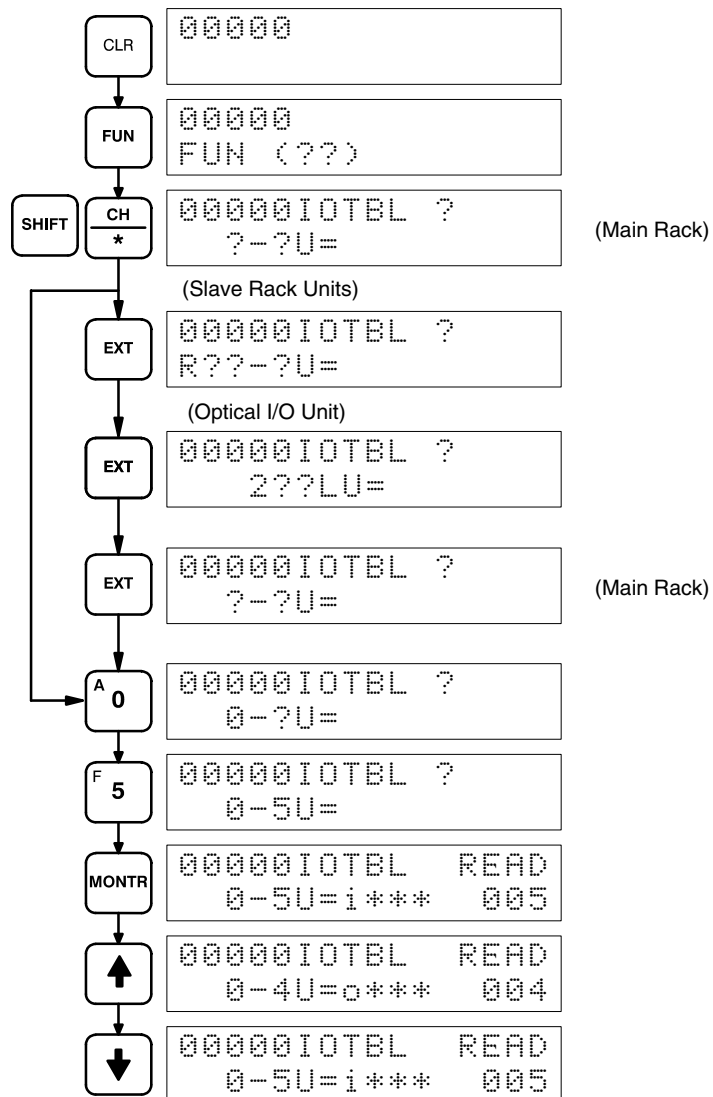 CLR
00000
FUN
00000
FUN (??)
SHIFT
CH
*
00000IOTBL ?
?-?U=
(Main Rack)
(Slave Rack Units)
EXT
00000IOTBL ?
R??-?U=
(Optical I/O Unit)
EXT
00000IOTBL ?
2??LU=
EXT
00000IOTBL ?
?-?U=
(Main Rack)
A
0
00000IOTBL ?
0-?U=
F
5
00000IOTBL ?
0-5U=
MONTR
00000IOTBL READ
0-5U=i*** 005
00000IOTBL READ
0-4U=o*** 004
00000IOTBL READ
0-5U=i*** 005